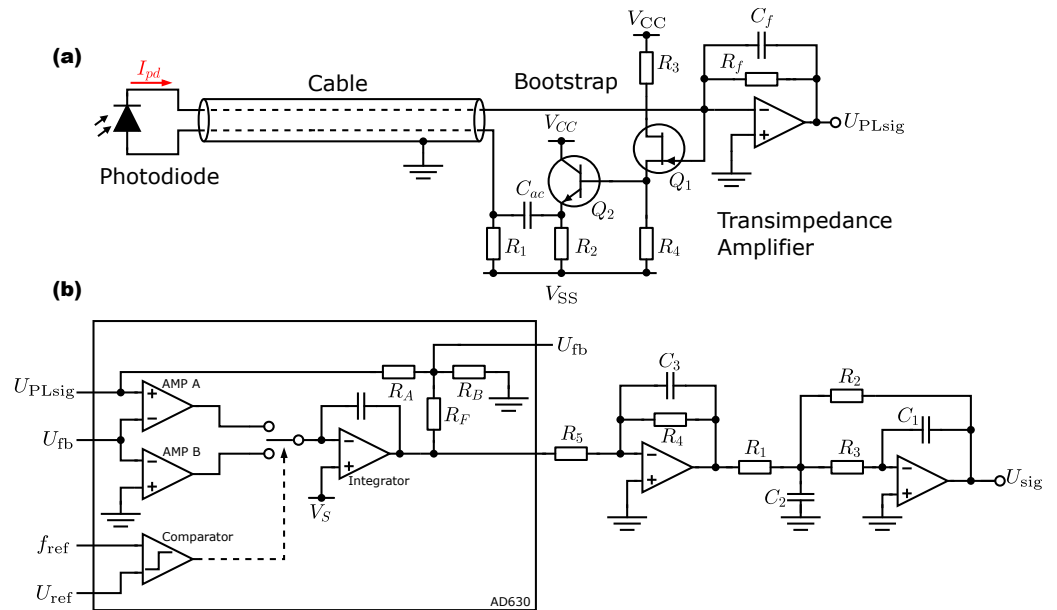 (a)
I_pd
Cable
Bootstrap
Photodiode
V_CC
R_3
C_f
R_f
−
+
U_PLsig
V_CC
Q_1
Q_2
C_ac
R_1
R_2
R_4
V_SS
Transimpedance
Amplifier
(b)
U_PLsig
AMP A
+
−
U_fb
−
AMP B
+
f_ref
Comparator
U_ref
−
+
Integrator
V_S
R_A
R_B
R_F
U_fb
AD630
R_5
C_3
R_4
−
+
R_1
C_2
R_2
R_3
C_1
−
+
U_sig